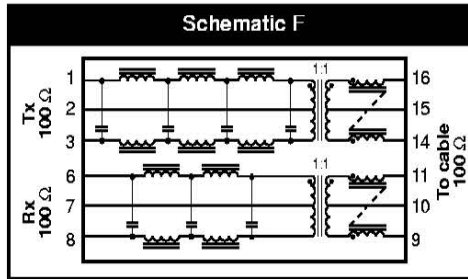 Schematic F
1:1
1
16
2
15
Tx
100 Ω
3
14
1:1
6
11
Rx
100 Ω
7
10
8
9
To cable
100 Ω